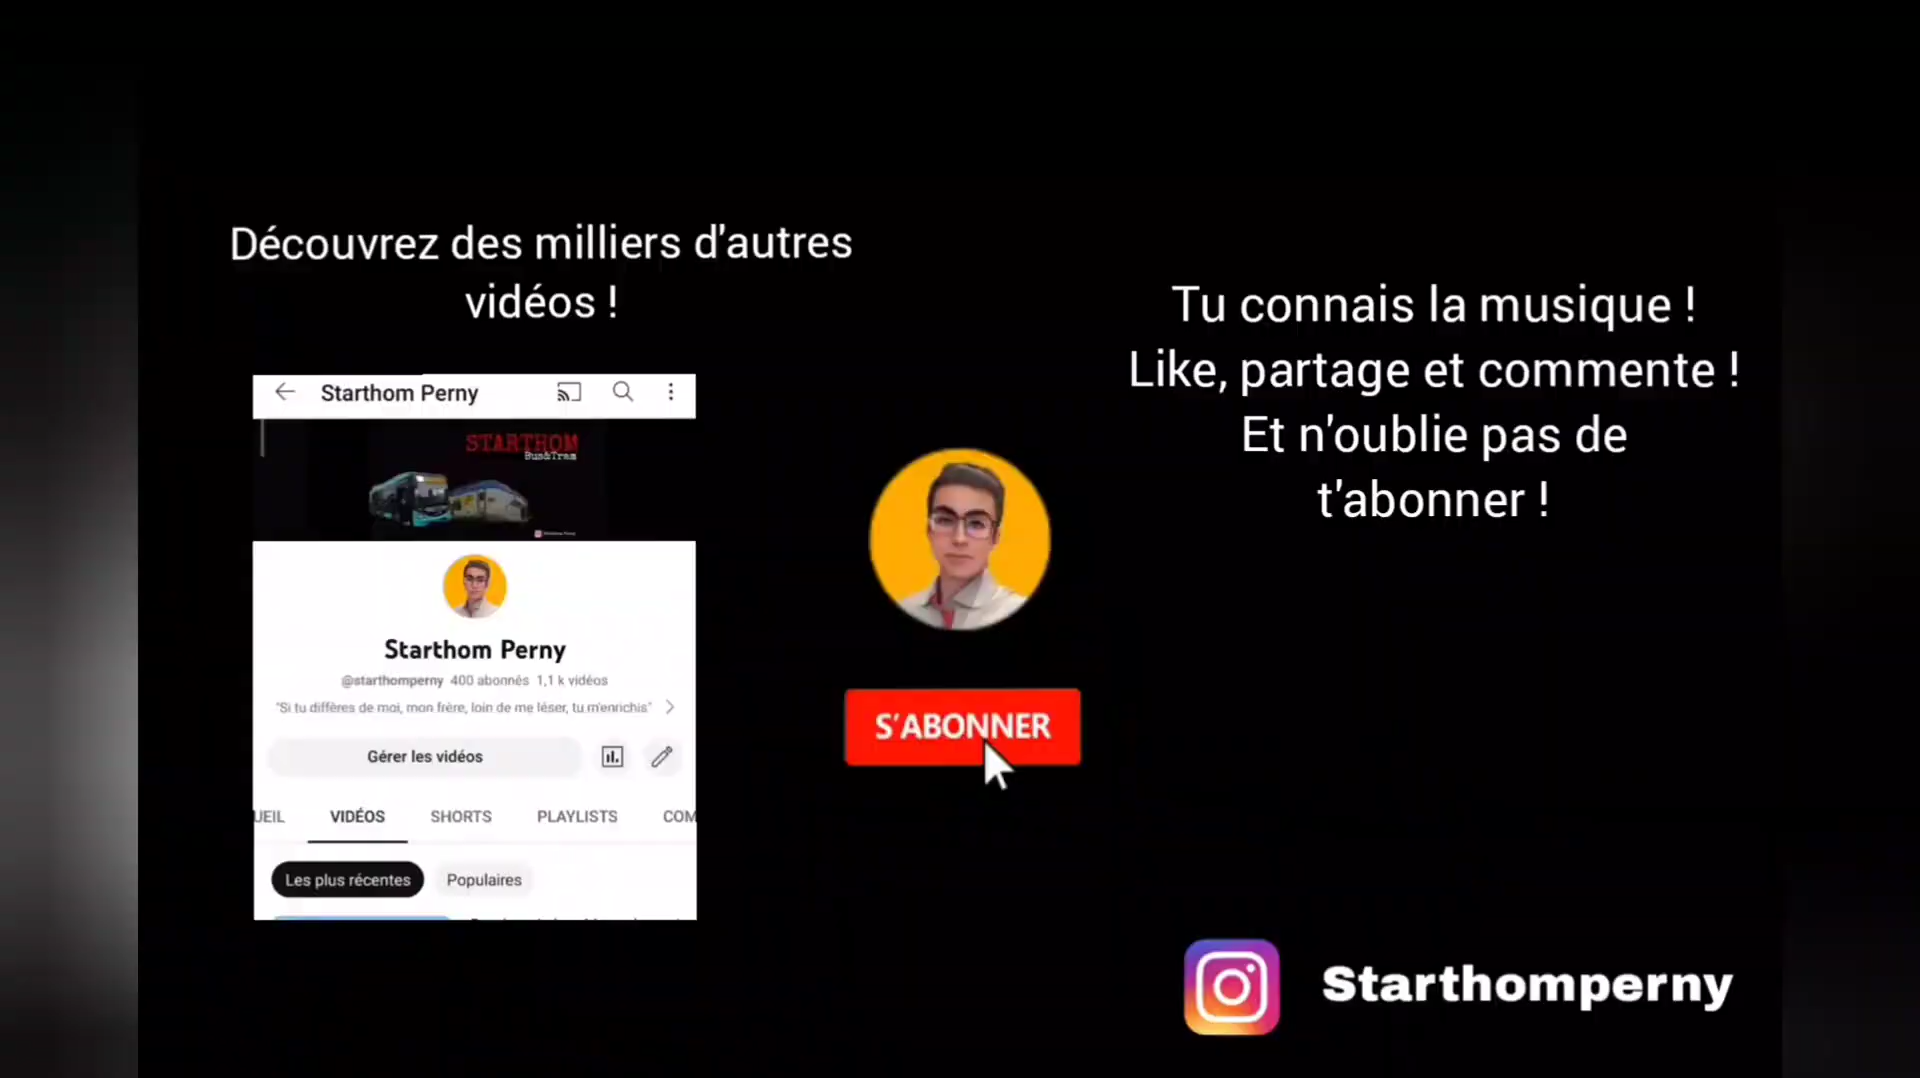 Découvrez des milliers d'autres
vidéos !
Tu connais la musique !
Like, partage et commente !
Et n'oublie pas de
t'abonner !
Starthom Perny
STARTHOM
Bus&Tram
Starthom Perny
@starthomperny 400 abonnés 1,1 k vidéos
"Si tu diffères de moi, mon frère, loin de me léser, tu m'enrichis"
Gérer les vidéos
UEIL VIDÉOS SHORTS PLAYLISTS COM
Les plus récentes Populaires
S'ABONNER
Starthomperny